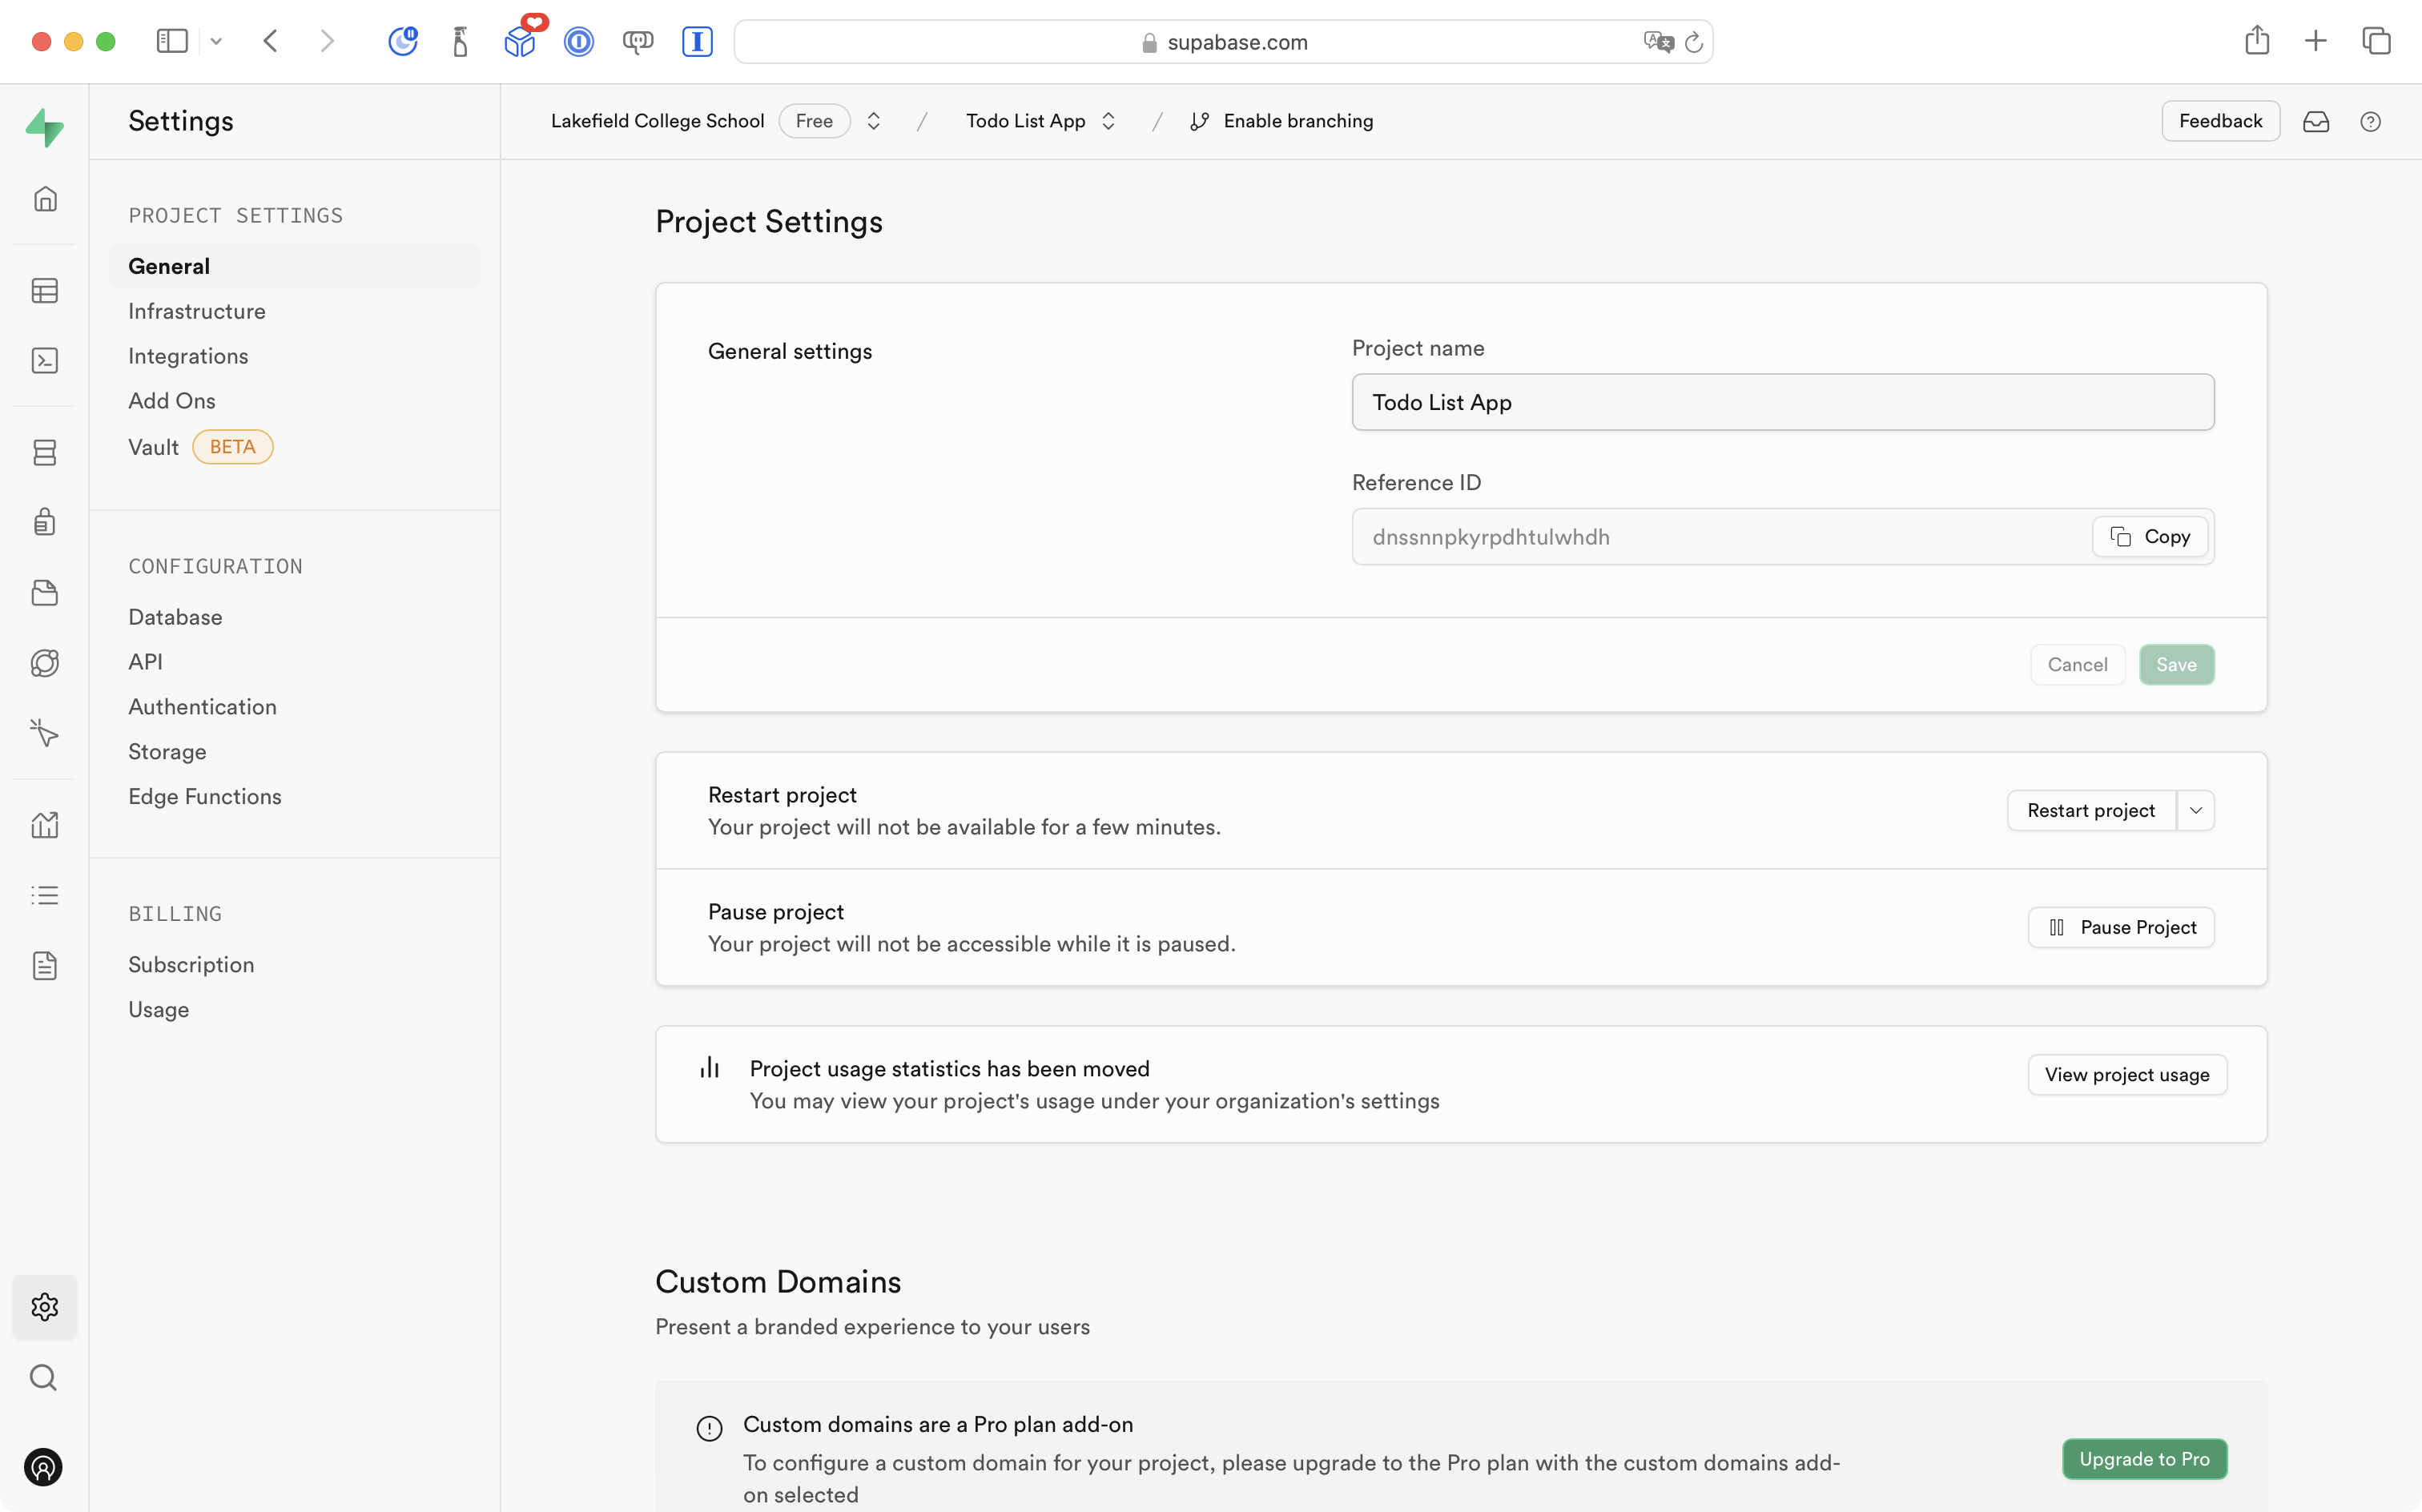 supabase.com
Settings
Lakefield College School Free / Todo List App / Enable branching
Feedback
PROJECT SETTINGS
General
Infrastructure
Integrations
Add Ons
Vault BETA
CONFIGURATION
Database
API
Authentication
Storage
Edge Functions
BILLING
Subscription
Usage
Project Settings
General settings
Project name
Todo List App
Reference ID
dnssnnpkyrpdhtulwhdh
Copy
Cancel Save
Restart project
Your project will not be available for a few minutes.
Restart project
Pause project
Your project will not be accessible while it is paused.
Pause Project
Project usage statistics has been moved
You may view your project's usage under your organization's settings
View project usage
Custom Domains
Present a branded experience to your users
Custom domains are a Pro plan add-on
To configure a custom domain for your project, please upgrade to the Pro plan with the custom domains add-
on selected
Upgrade to Pro